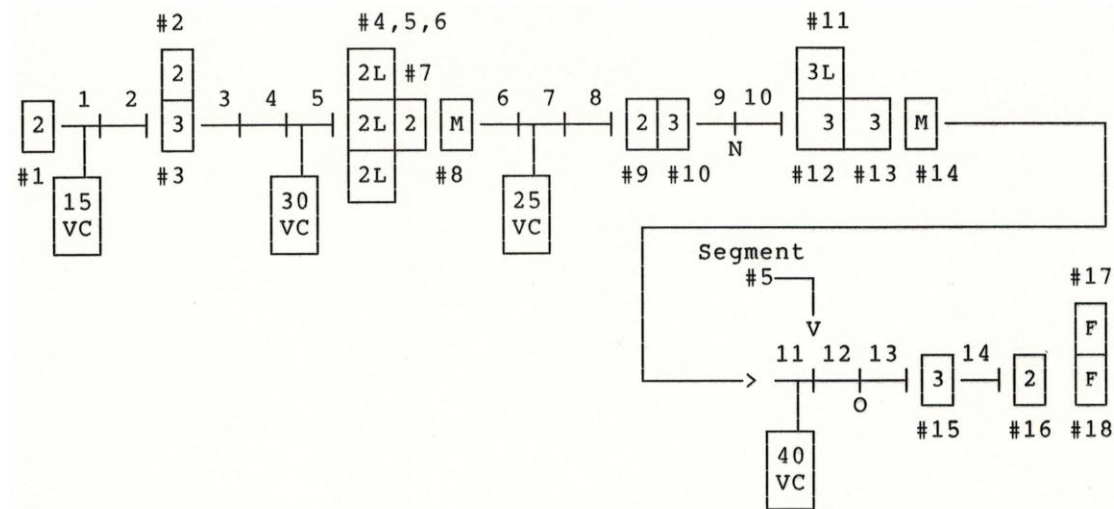 #2 #4,5,6 #11
2 2L #7 3L
1 2 3 4 5 6 7 8 9 10
2 3 2L 2 M 2 3 3 3 M
N
#1 #3 2L #8 #9 #10 #12 #13 #14
15 VC 30 VC 25 VC
Segment
#5 #17
V F
11 12 13 14
> 3 2 F
O
#15 #16 #18
40 VC